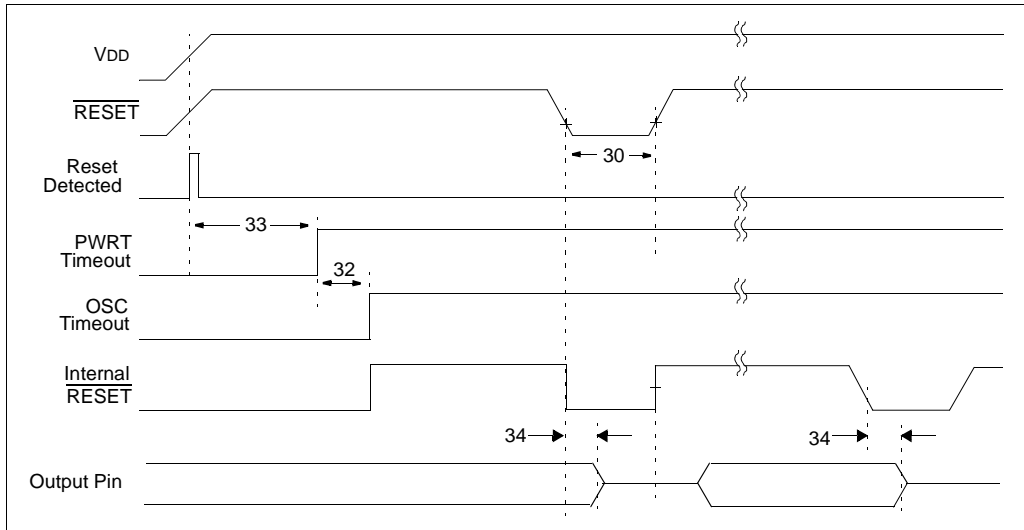 VDD
RESET
Reset
Detected
30
33
PWRT
Timeout
32
OSC
Timeout
Internal
RESET
34
34
Output Pin